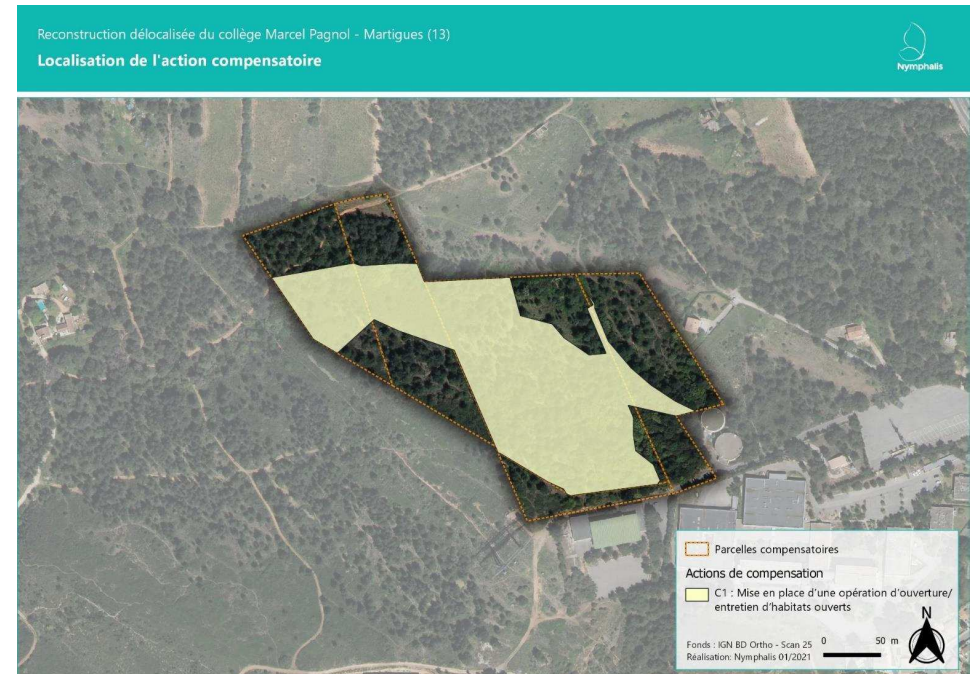 Reconstruction délocalisée du collège Marcel Pagnol - Martigues (13)
Localisation de l'action compensatoire
Nymphalis
Parcelles compensatoires
Actions de compensation
C1 : Mise en place d'une opération d'ouverture/
entretien d'habitats ouverts
N
Fonds : IGN BD Ortho - Scan 25
0 50 m
Réalisation: Nymphalis 01/2021